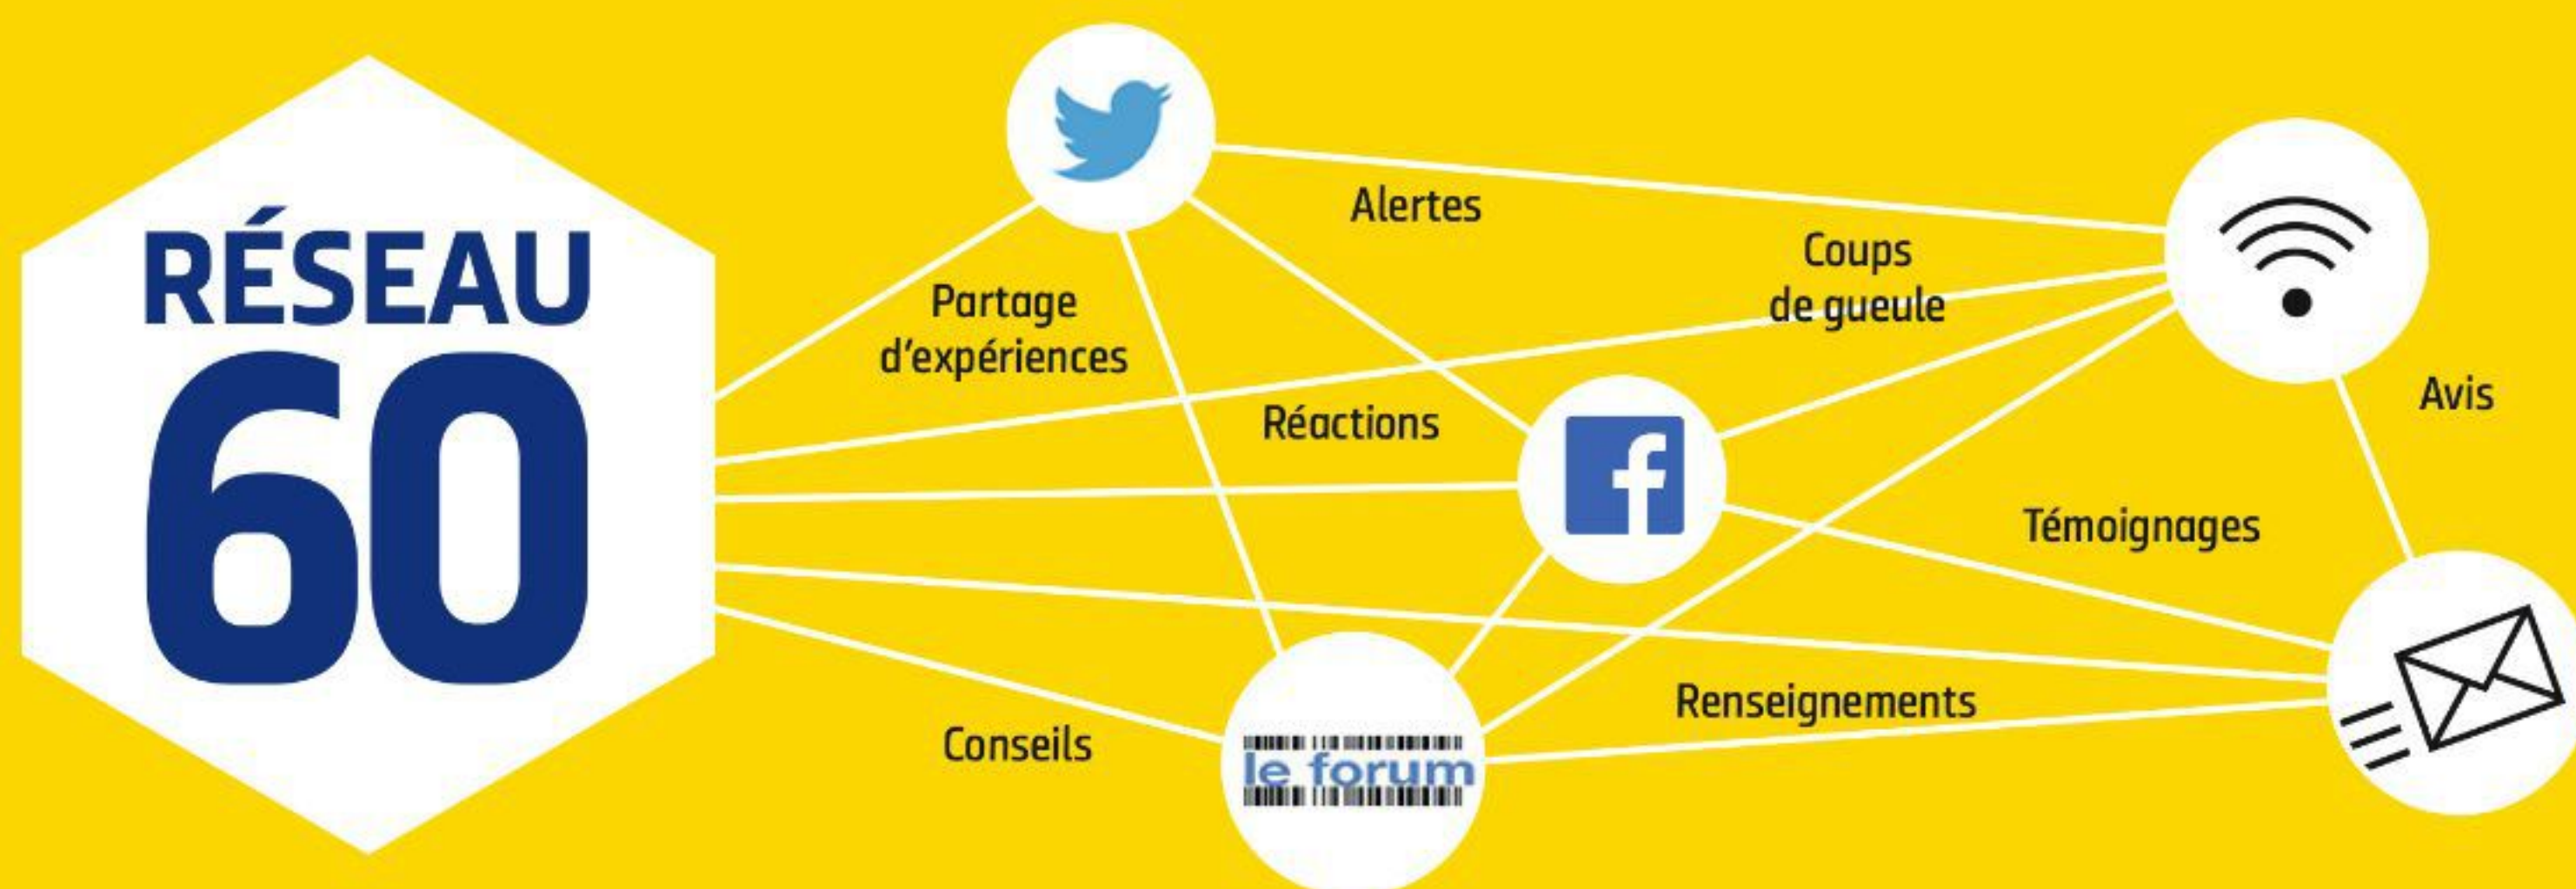 RÉSEAU
60
Alertes
Coups
de gueule
Partage
d'expériences
Réactions
Avis
Témoignages
Renseignements
Conseils
le forum